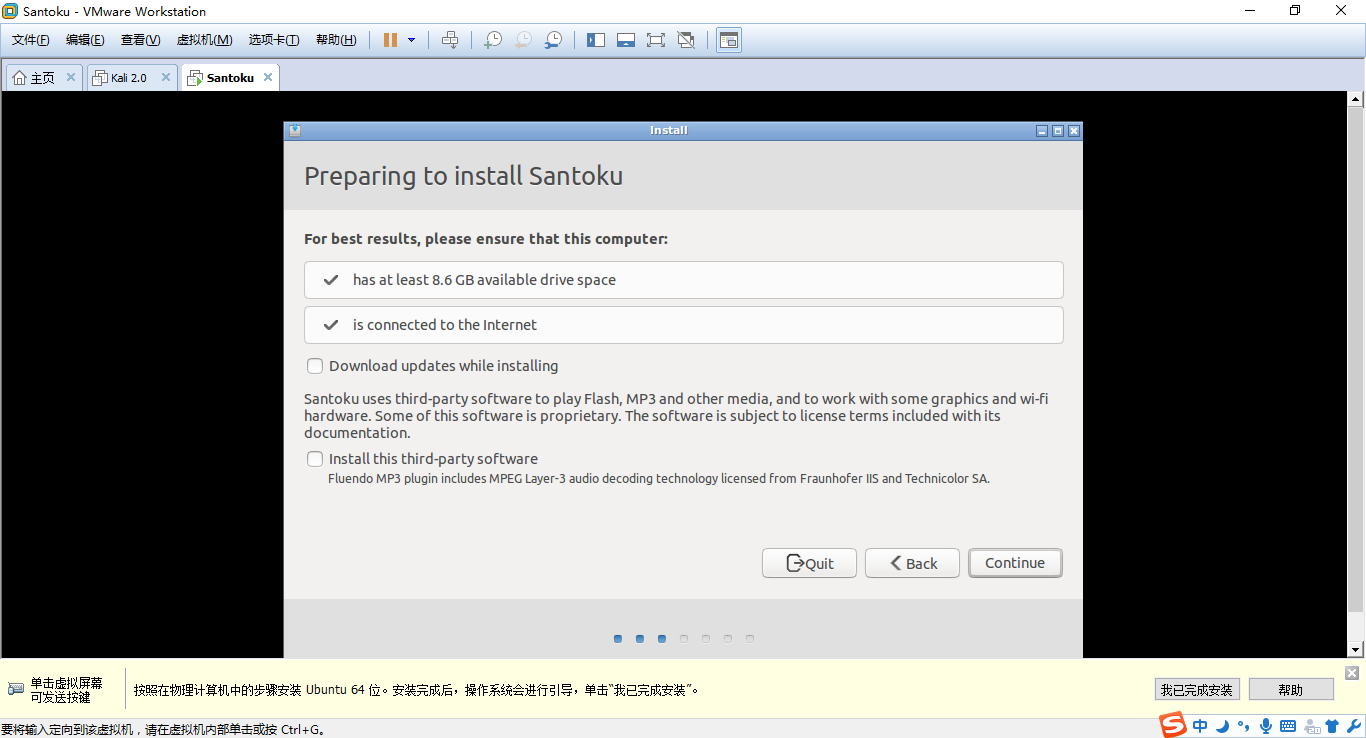 Santoku - VMware Workstation
文件(F) 编辑(E) 查看(V) 虚拟机(M) 选项卡(T) 帮助(H)
主页 Kali 2.0 Santoku
Install
Preparing to install Santoku
For best results, please ensure that this computer:
has at least 8.6 GB available drive space
is connected to the Internet
Download updates while installing
Santoku uses third-party software to play Flash, MP3 and other media, and to work with some graphics and wi-fi
hardware. Some of this software is proprietary. The software is subject to license terms included with its
documentation.
Install this third-party software
Fluendo MP3 plugin includes MPEG Layer-3 audio decoding technology licensed from Fraunhofer IIS and Technicolor SA.
Quit Back Continue
单击虚拟屏幕
可发送按键
按照在物理计算机中的步骤安装 Ubuntu 64 位。安装完成后，操作系统会进行引导，单击“我已完成安装”。
我已完成安装 帮助
要将输入定向到该虚拟机，请在虚拟机内部单击或按 Ctrl+G。
S 中